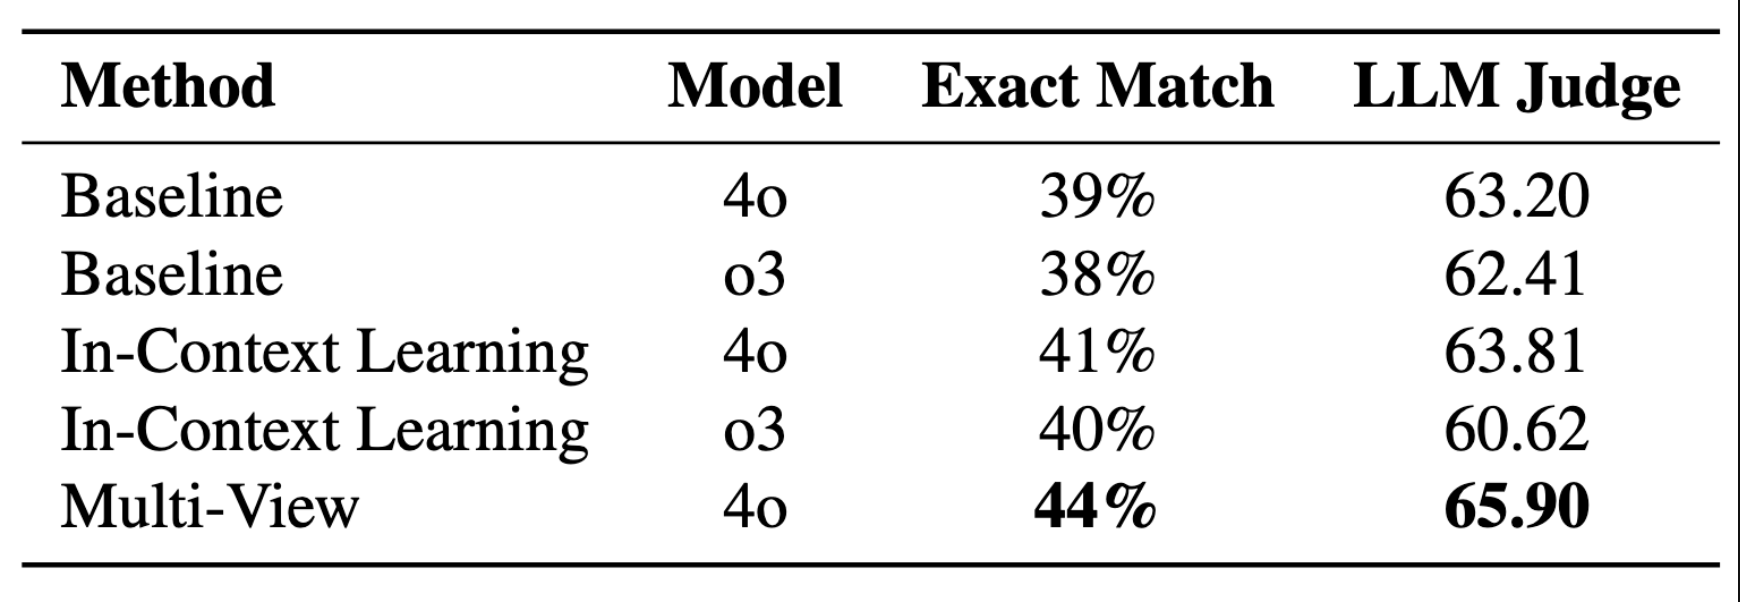 Method Model Exact Match LLM Judge
Baseline 4o 39% 63.20
Baseline o3 38% 62.41
In-Context Learning 4o 41% 63.81
In-Context Learning o3 40% 60.62
Multi-View 4o 44% 65.90